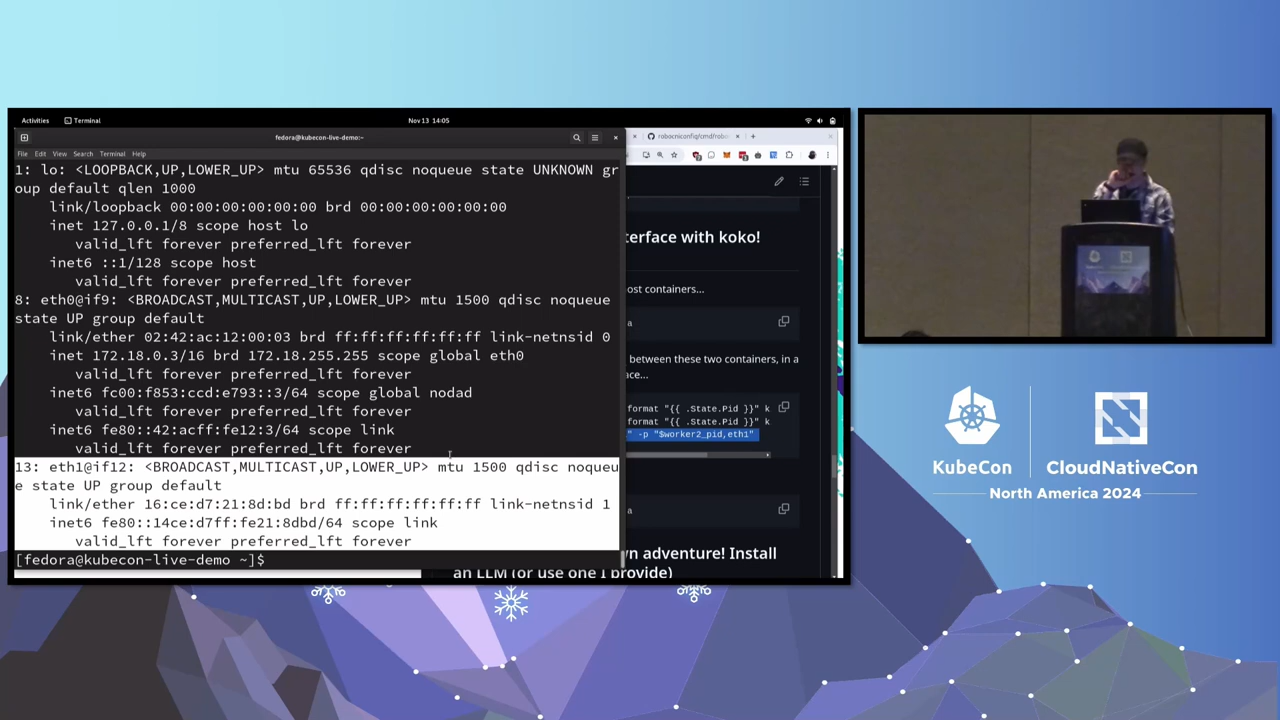 Activities
Terminal
Nov 13 14:05
fedora@kubecon-live-demo:~
File Edit View Search Terminal Help
1: lo: <LOOPBACK,UP,LOWER_UP> mtu 65536 qdisc noqueue state UNKNOWN gr
oup default qlen 1000
link/loopback 00:00:00:00:00:00 brd 00:00:00:00:00:00
inet 127.0.0.1/8 scope host lo
valid_lft forever preferred_lft forever
inet6 ::1/128 scope host
valid_lft forever preferred_lft forever
8: eth0@if9: <BROADCAST,MULTICAST,UP,LOWER_UP> mtu 1500 qdisc noqueue
state UP group default
link/ether 02:42:ac:12:00:03 brd ff:ff:ff:ff:ff:ff link-netnsid 0
inet 172.18.0.3/16 brd 172.18.255.255 scope global eth0
valid_lft forever preferred_lft forever
inet6 fc00:f853:ccd:e793::3/64 scope global nodad
valid_lft forever preferred_lft forever
inet6 fe80::42:acff:fe12:3/64 scope link
valid_lft forever preferred_lft forever
13: eth1@if12: <BROADCAST,MULTICAST,UP,LOWER_UP> mtu 1500 qdisc noqueu
e state UP group default
link/ether 16:ce:d7:21:8d:bd brd ff:ff:ff:ff:ff:ff link-netnsid 1
inet6 fe80::14ce:d7ff:fe21:8dbd/64 scope link
valid_lft forever preferred_lft forever
[fedora@kubecon-live-demo ~]$
robocniconfig/cmd/robo
terface with koko!
ost containers...
a
between these two containers, in a
ace...
format "{{ .State.Pid }}" k
format "{{ .State.Pid }}" k
" -p "$worker2_pid,eth1"
a
wn adventure! Install
an LLM (or use one I provide)
KubeCon
CloudNativeCon
North America 2024